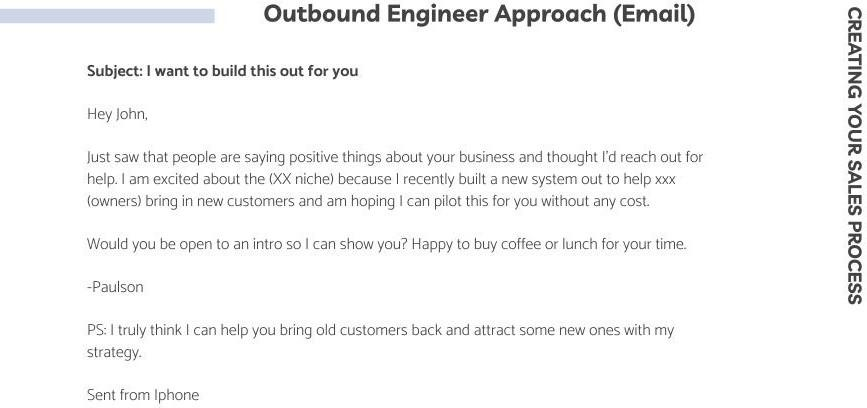 Outbound Engineer Approach (Email)
Subject: I want to build this out for you
Hey John,
Just saw that people are saying positive things about your business and thought I'd reach out for
help. I am excited about the (XX niche) because I recently built a new system out to help xxx
(owners) bring in new customers and am hoping I can pilot this for you without any cost.
Would you be open to an intro so I can show you? Happy to buy coffee or lunch for your time.
-Paulson
PS: I truly think I can help you bring old customers back and attract some new ones with my
strategy.
Sent from Iphone
CREATING YOUR SALES PROCESS